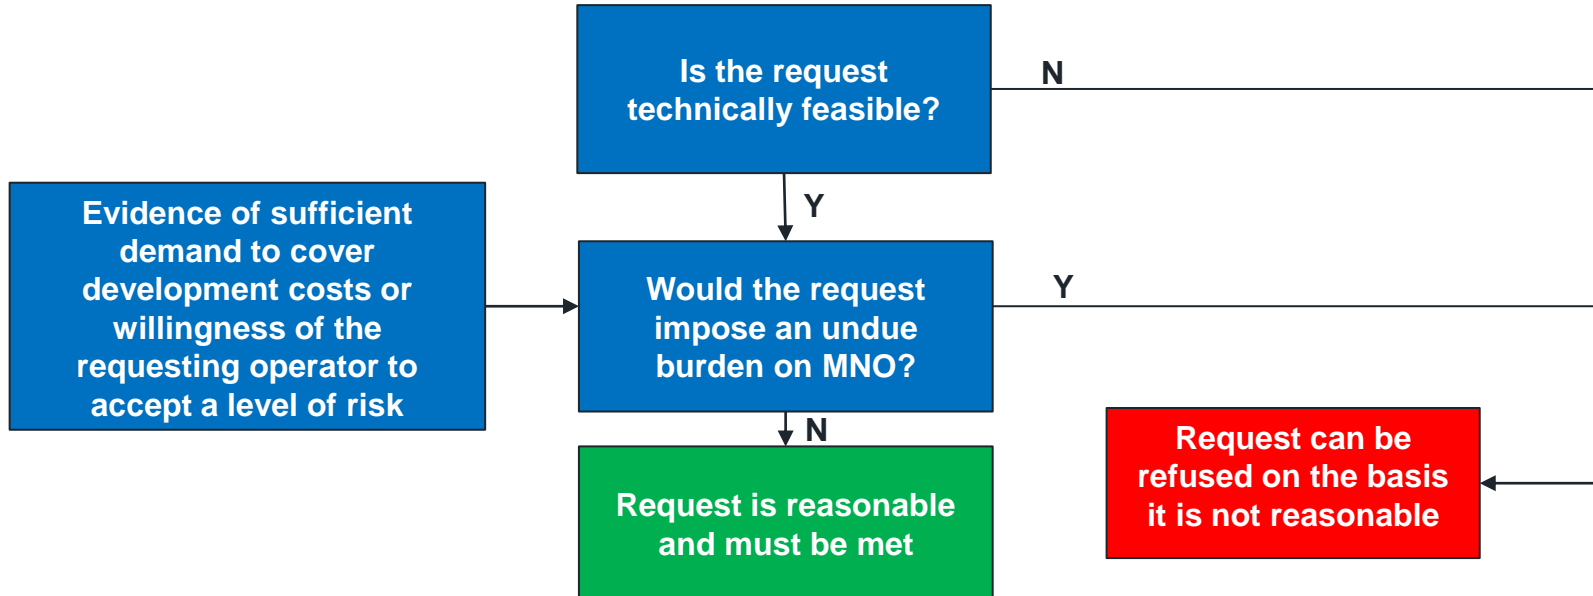 Is the request
technically feasible?
N
Y
Evidence of sufficient
demand to cover
development costs or
willingness of the
requesting operator to
accept a level of risk
Would the request
impose an undue
burden on MNO?
Y
N
Request is reasonable
and must be met
Request can be
refused on the basis
it is not reasonable